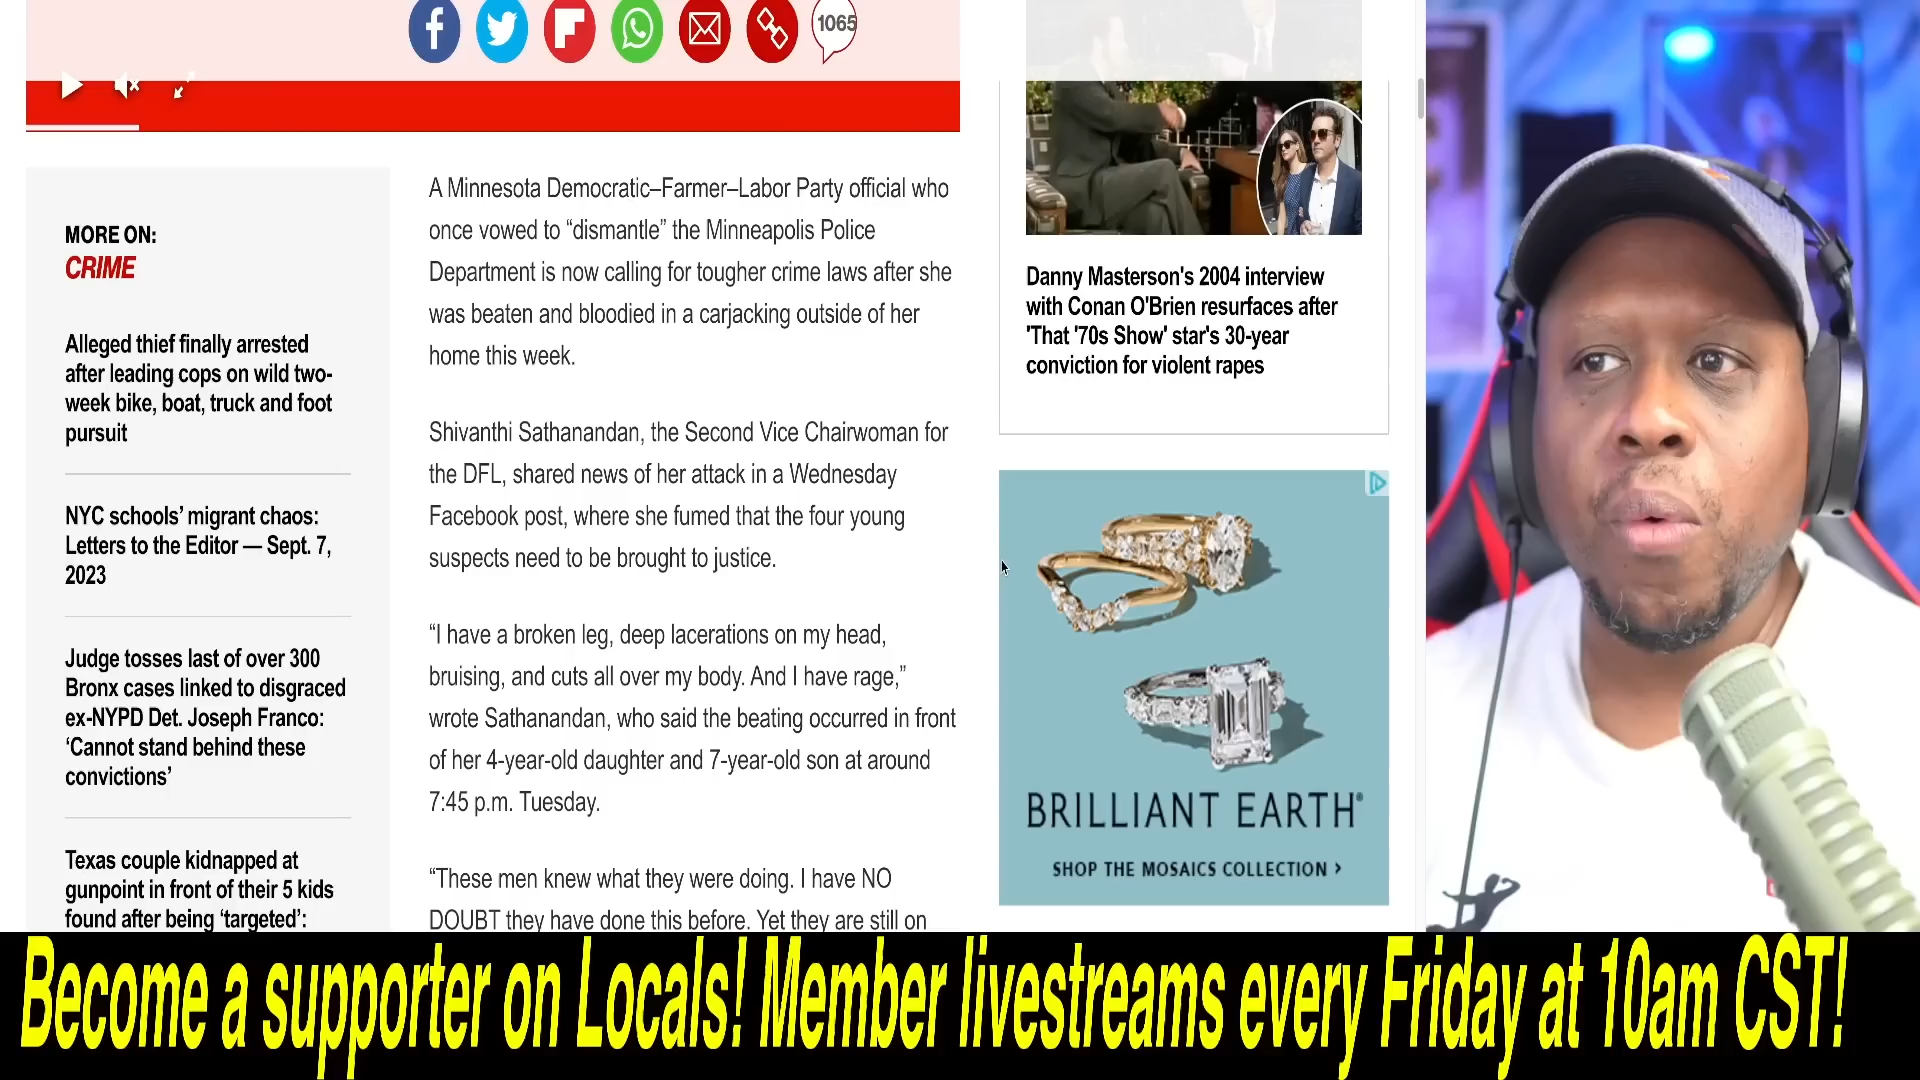 1065
MORE ON:
CRIME
Alleged thief finally arrested
after leading cops on wild two-
week bike, boat, truck and foot
pursuit
NYC schools’ migrant chaos:
Letters to the Editor — Sept. 7,
2023
Judge tosses last of over 300
Bronx cases linked to disgraced
ex-NYPD Det. Joseph Franco:
‘Cannot stand behind these
convictions’
Texas couple kidnapped at
gunpoint in front of their 5 kids
found after being ‘targeted’:
A Minnesota Democratic–Farmer–Labor Party official who
once vowed to “dismantle” the Minneapolis Police
Department is now calling for tougher crime laws after she
was beaten and bloodied in a carjacking outside of her
home this week.
Shivanthi Sathanandan, the Second Vice Chairwoman for
the DFL, shared news of her attack in a Wednesday
Facebook post, where she fumed that the four young
suspects need to be brought to justice.
“I have a broken leg, deep lacerations on my head,
bruising, and cuts all over my body. And I have rage,”
wrote Sathanandan, who said the beating occurred in front
of her 4-year-old daughter and 7-year-old son at around
7:45 p.m. Tuesday.
“These men knew what they were doing. I have NO
DOUBT they have done this before. Yet they are still on
Danny Masterson's 2004 interview
with Conan O'Brien resurfaces after
'That '70s Show' star's 30-year
conviction for violent rapes
BRILLIANT EARTH®
SHOP THE MOSAICS COLLECTION >
Become a supporter on Locals! Member livestreams every Friday at 10am CST!